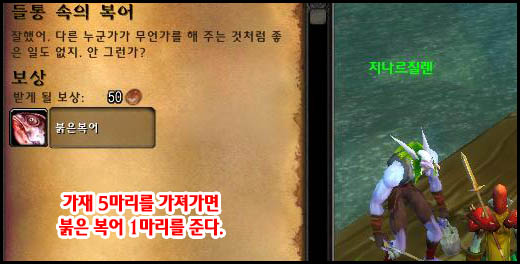 들통 속의 복어
잘했어. 다른 누군가가 무언가를 해 주는 것처럼 좋
은 일도 없지. 안 그런가?
보상
받게 될 보상: 50
붉은복어
가재 5마리를 가져가면
붉은 복어 1마리를 준다.
지나르질렌